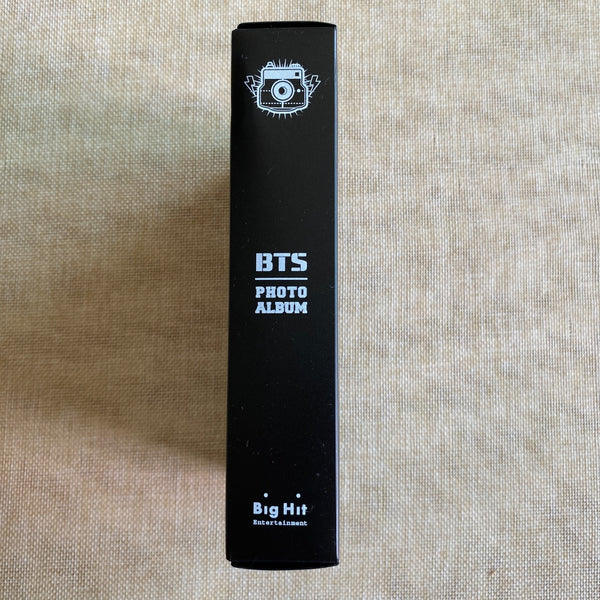 BTS
PHOTO
ALBUM
Big Hit
Entertainment